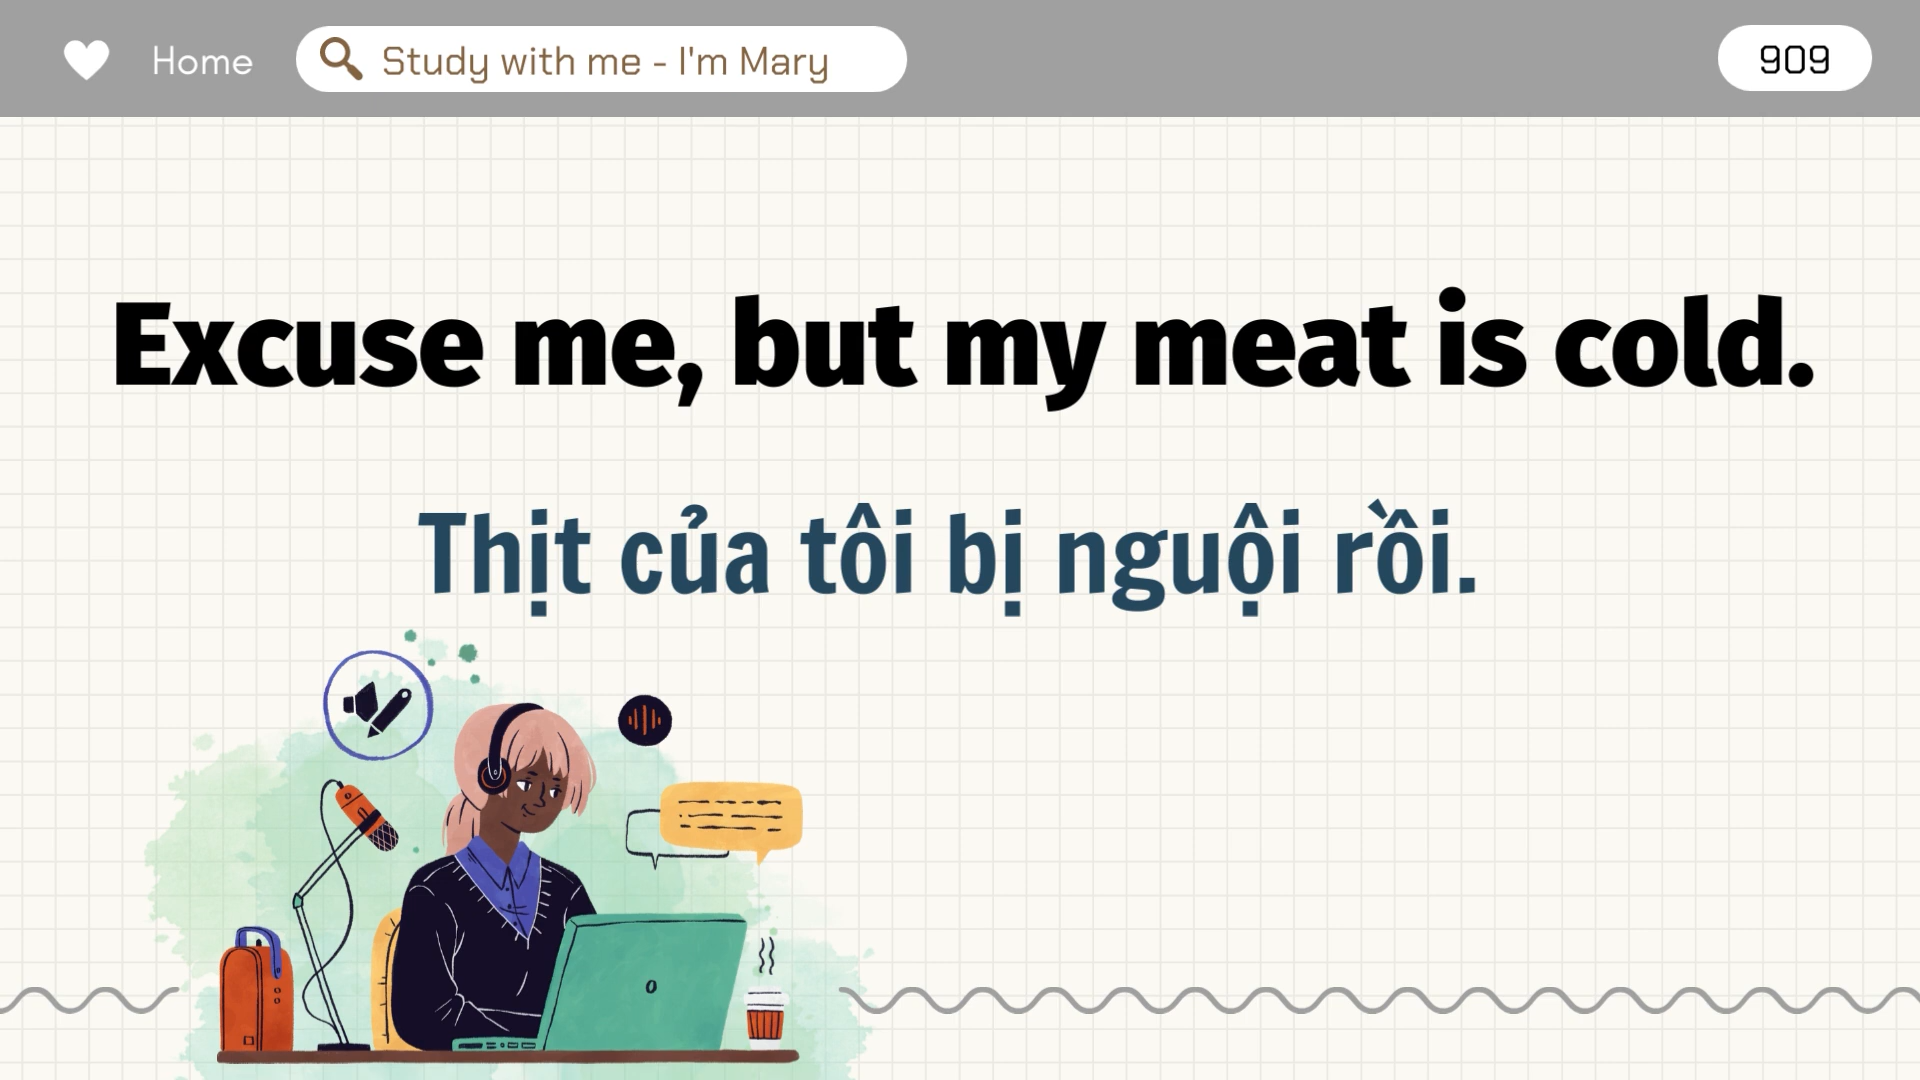 Home
Study with me - I'm Mary
909
Excuse me, but my meat is cold.
Thịt của tôi bị nguội rồi.